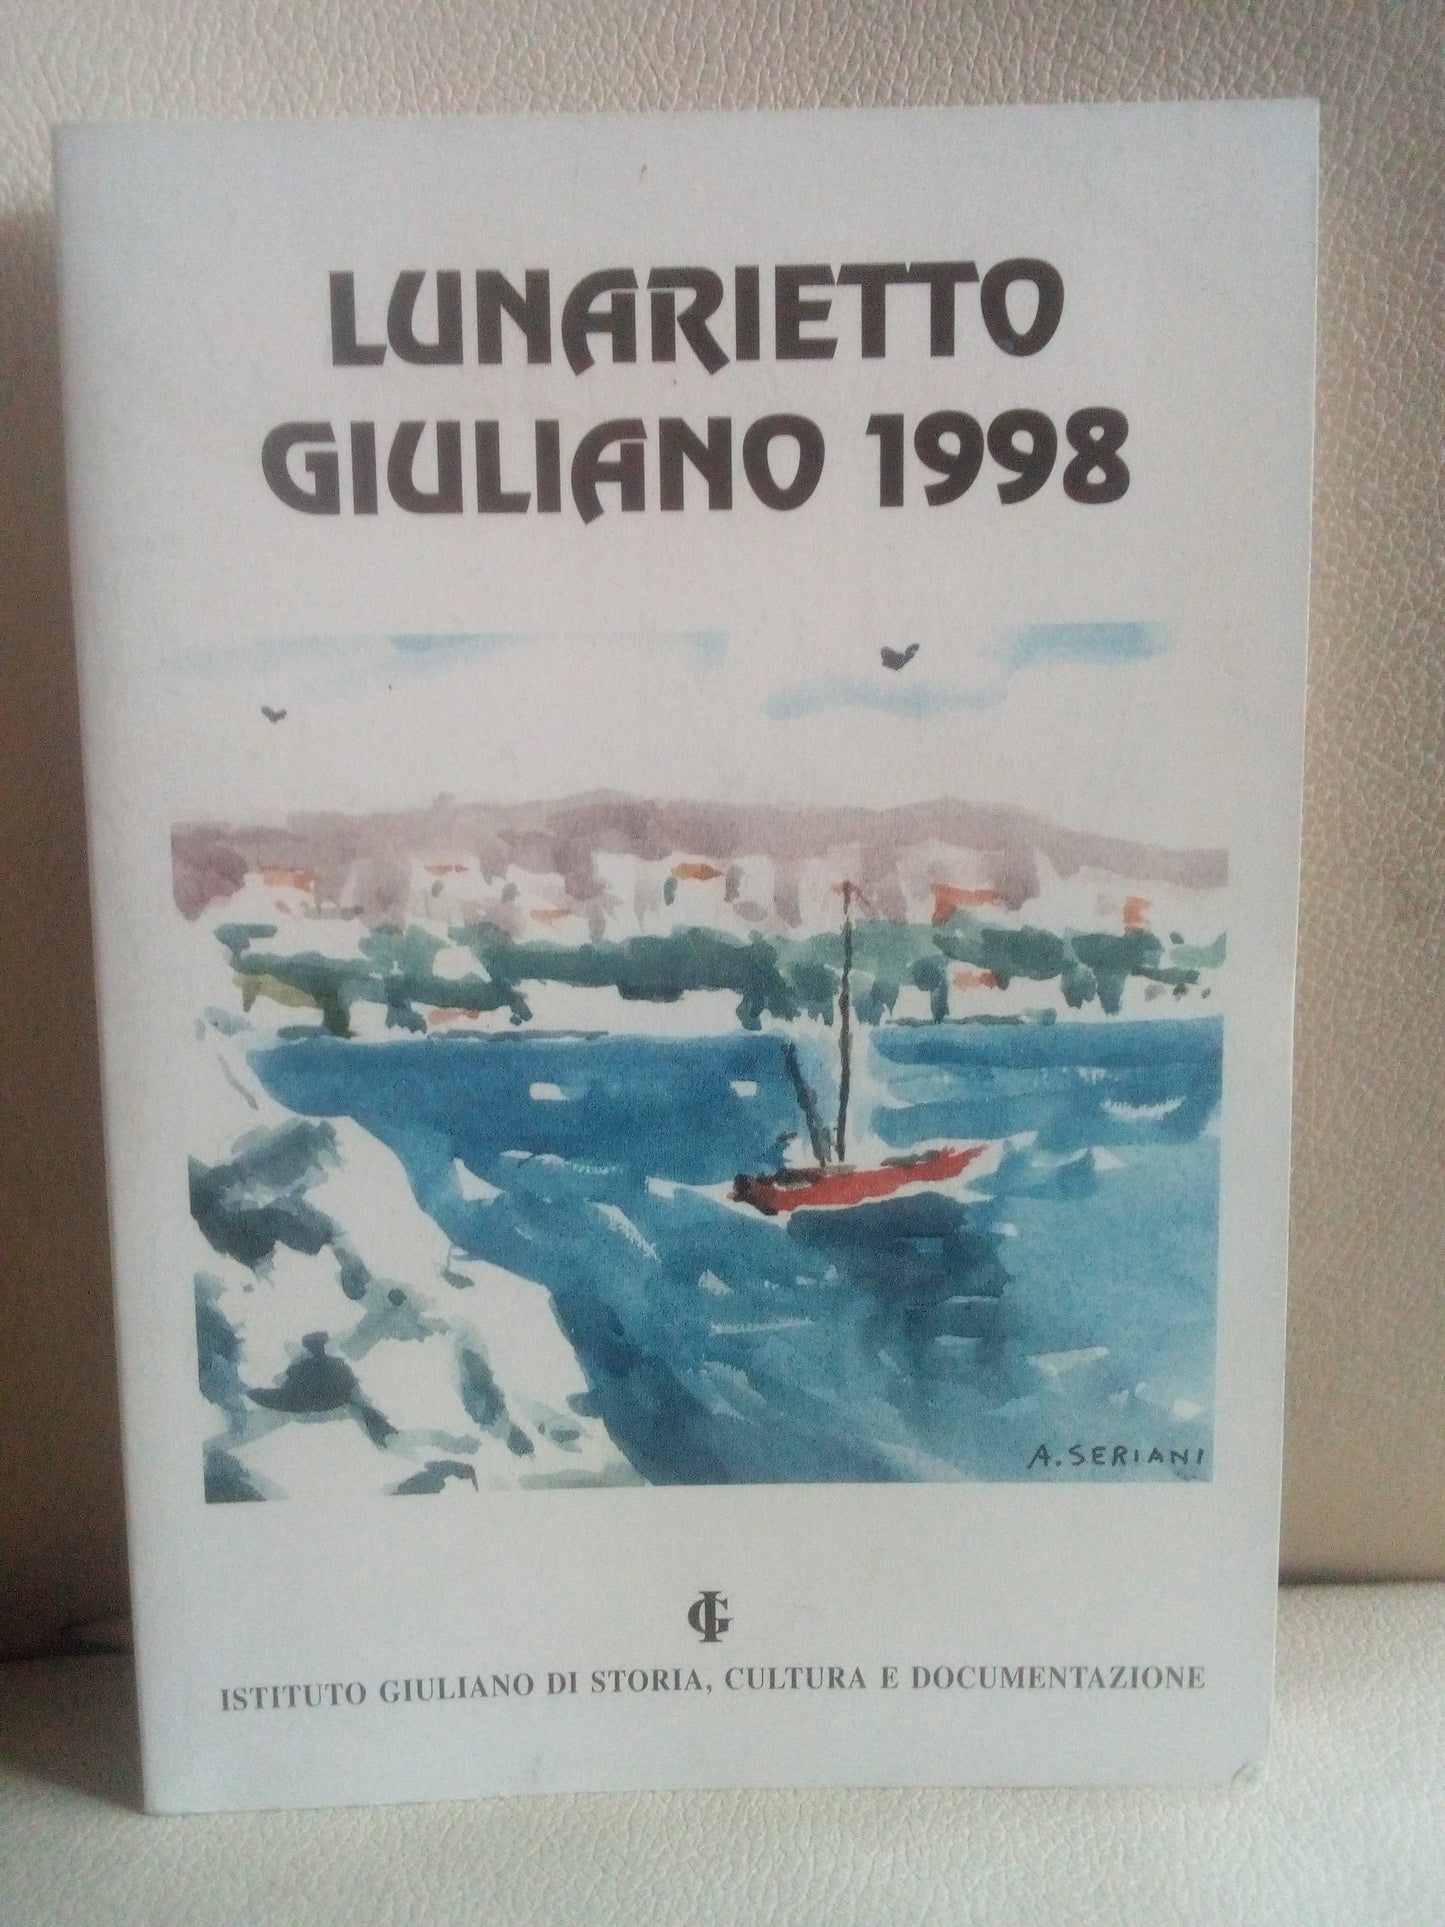 LUNARIETTO
GIULIANO 1998
A. SERIANI
IG
ISTITUTO GIULIANO DI STORIA, CULTURA E DOCUMENTAZIONE